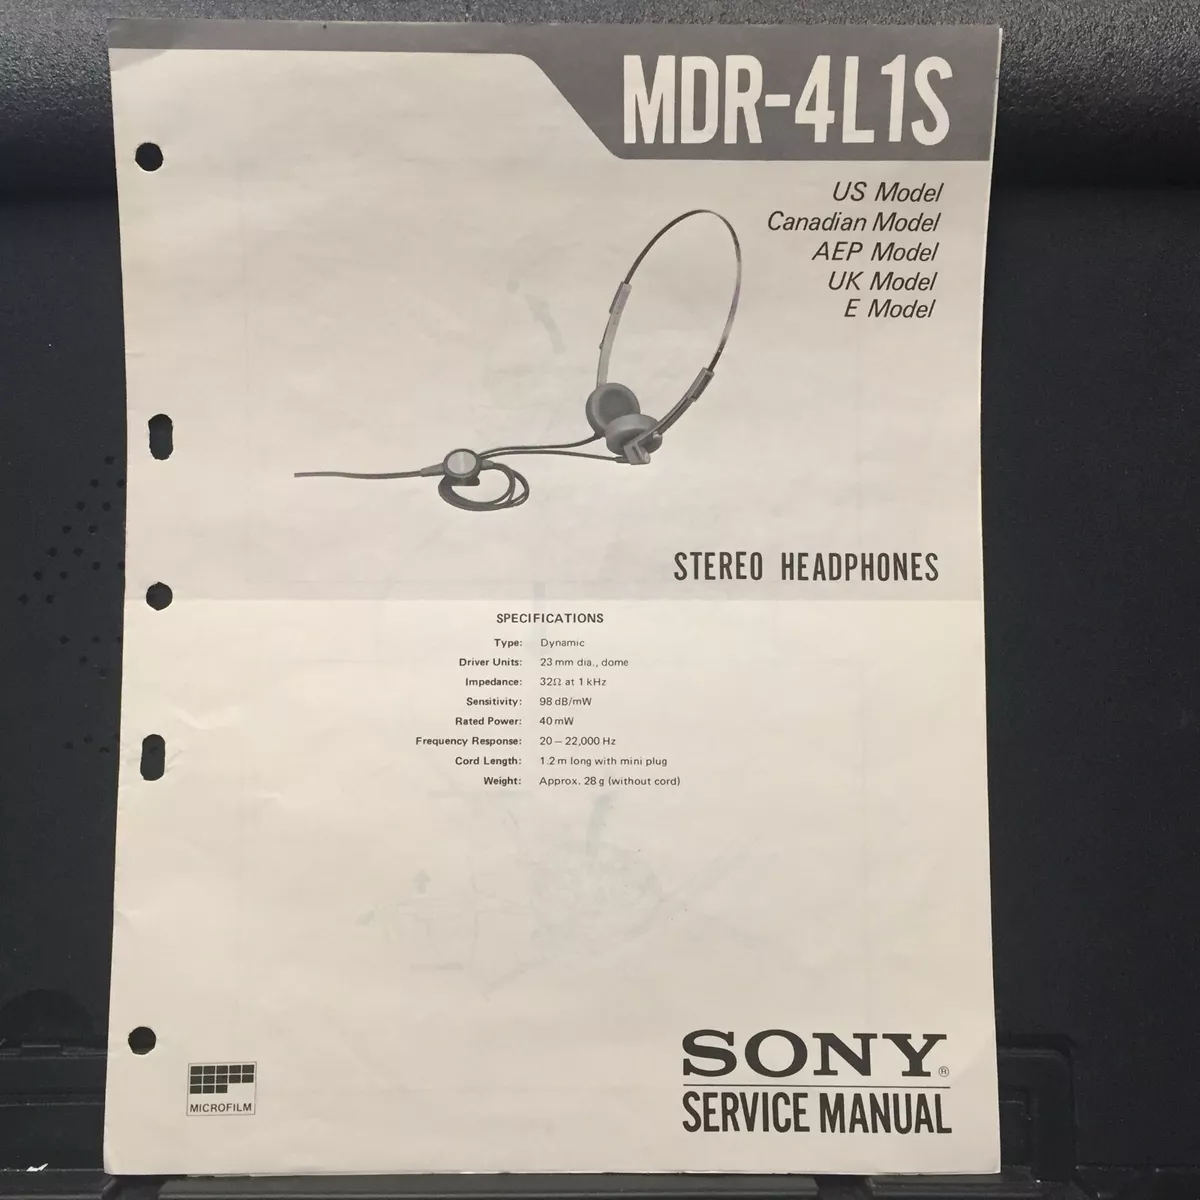 MDR-4L1S
US Model
Canadian Model
AEP Model
UK Model
E Model
STEREO HEADPHONES
SPECIFICATIONS
Type: Dynamic
Driver Units: 23 mm dia., dome
Impedance: 32Ω at 1 kHz
Sensitivity: 98 dB/mW
Rated Power: 40 mW
Frequency Response: 20 – 22,000 Hz
Cord Length: 1.2 m long with mini plug
Weight: Approx. 28 g (without cord)
MICROFILM
SONY®
SERVICE MANUAL